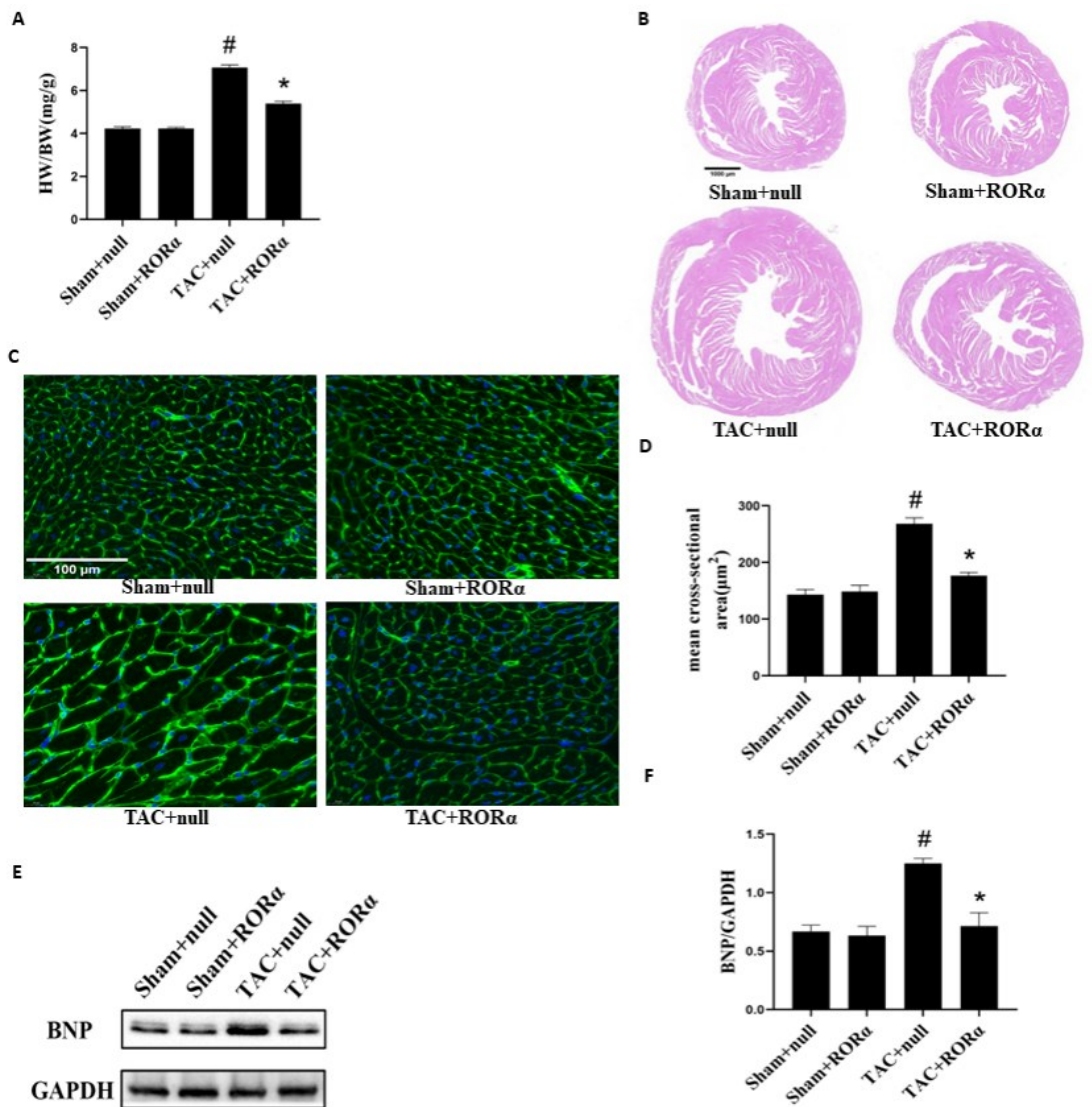 A
HW/BW(mg/g)
8
6
4
2
0
#
*
Sham+null
Sham+RORα
TAC+null
TAC+RORα
B
1000 μm
Sham+null
Sham+RORα
TAC+null
TAC+RORα
C
100 μm
Sham+null
Sham+RORα
TAC+null
TAC+RORα
D
mean cross-sectional
area(μm²)
300
200
100
0
#
*
Sham+null
Sham+RORα
TAC+null
TAC+RORα
E
Sham+null
Sham+RORα
TAC+null
TAC+RORα
BNP
GAPDH
F
BNP/GAPDH
1.5
1.0
0.5
0.0
#
*
Sham+null
Sham+RORα
TAC+null
TAC+RORα